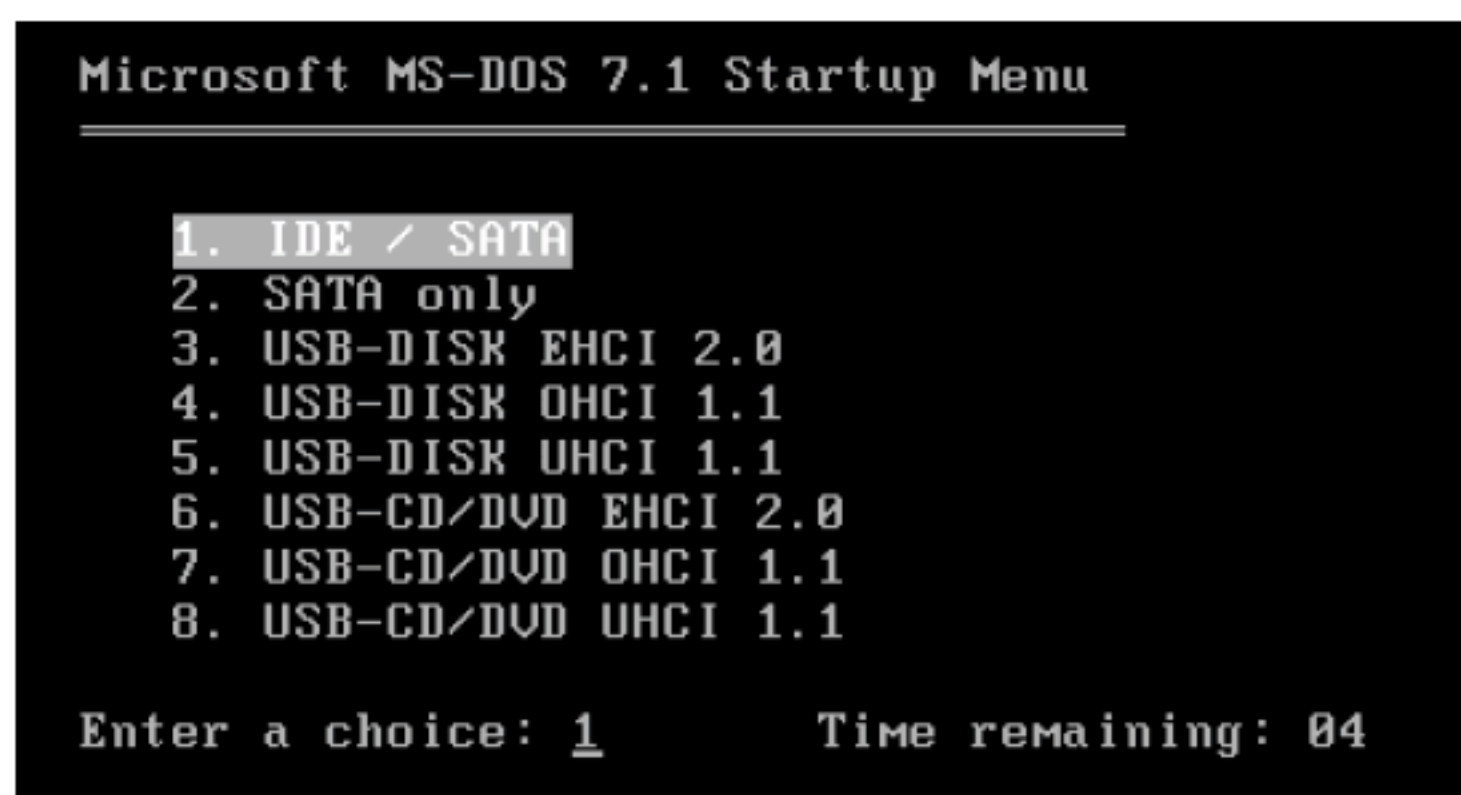 Microsoft MS-DOS 7.1 Startup Menu
1. IDE / SATA
2. SATA only
3. USB-DISK EHCI 2.0
4. USB-DISK OHCI 1.1
5. USB-DISK UHCI 1.1
6. USB-CD/DVD EHCI 2.0
7. USB-CD/DVD OHCI 1.1
8. USB-CD/DVD UHCI 1.1
Enter a choice: 1 Time remaining: 04